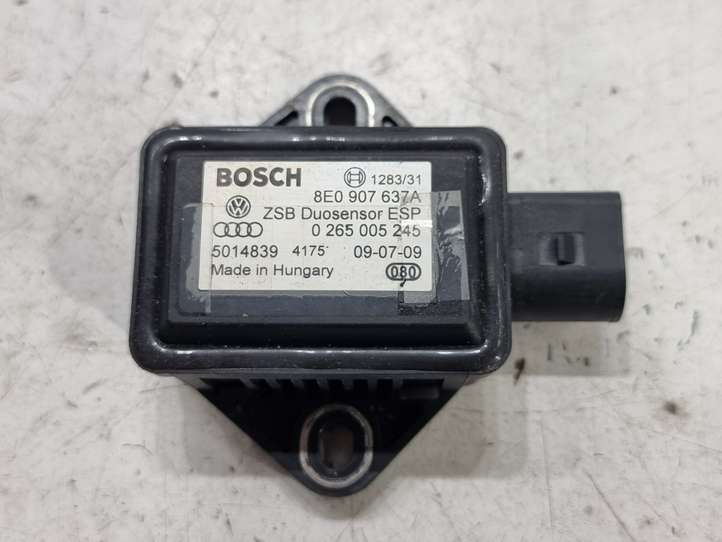 BOSCH 1283/31
8E0 907 637A
ZSB Duosensor ESP
0 265 005 245
5014839 4175 09-07-09
Made in Hungary 080